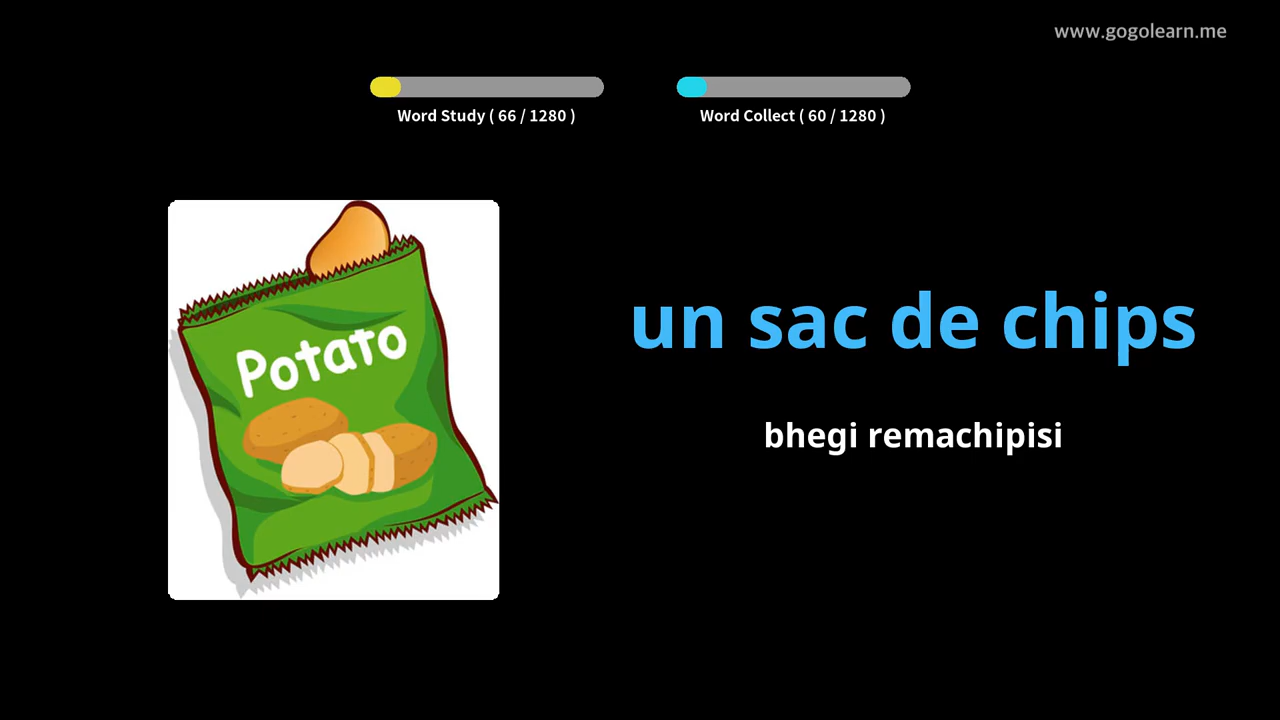 www.gogolearn.me
Word Study ( 66 / 1280 )
Word Collect ( 60 / 1280 )
Potato
un sac de chips
bhegi remachipisi